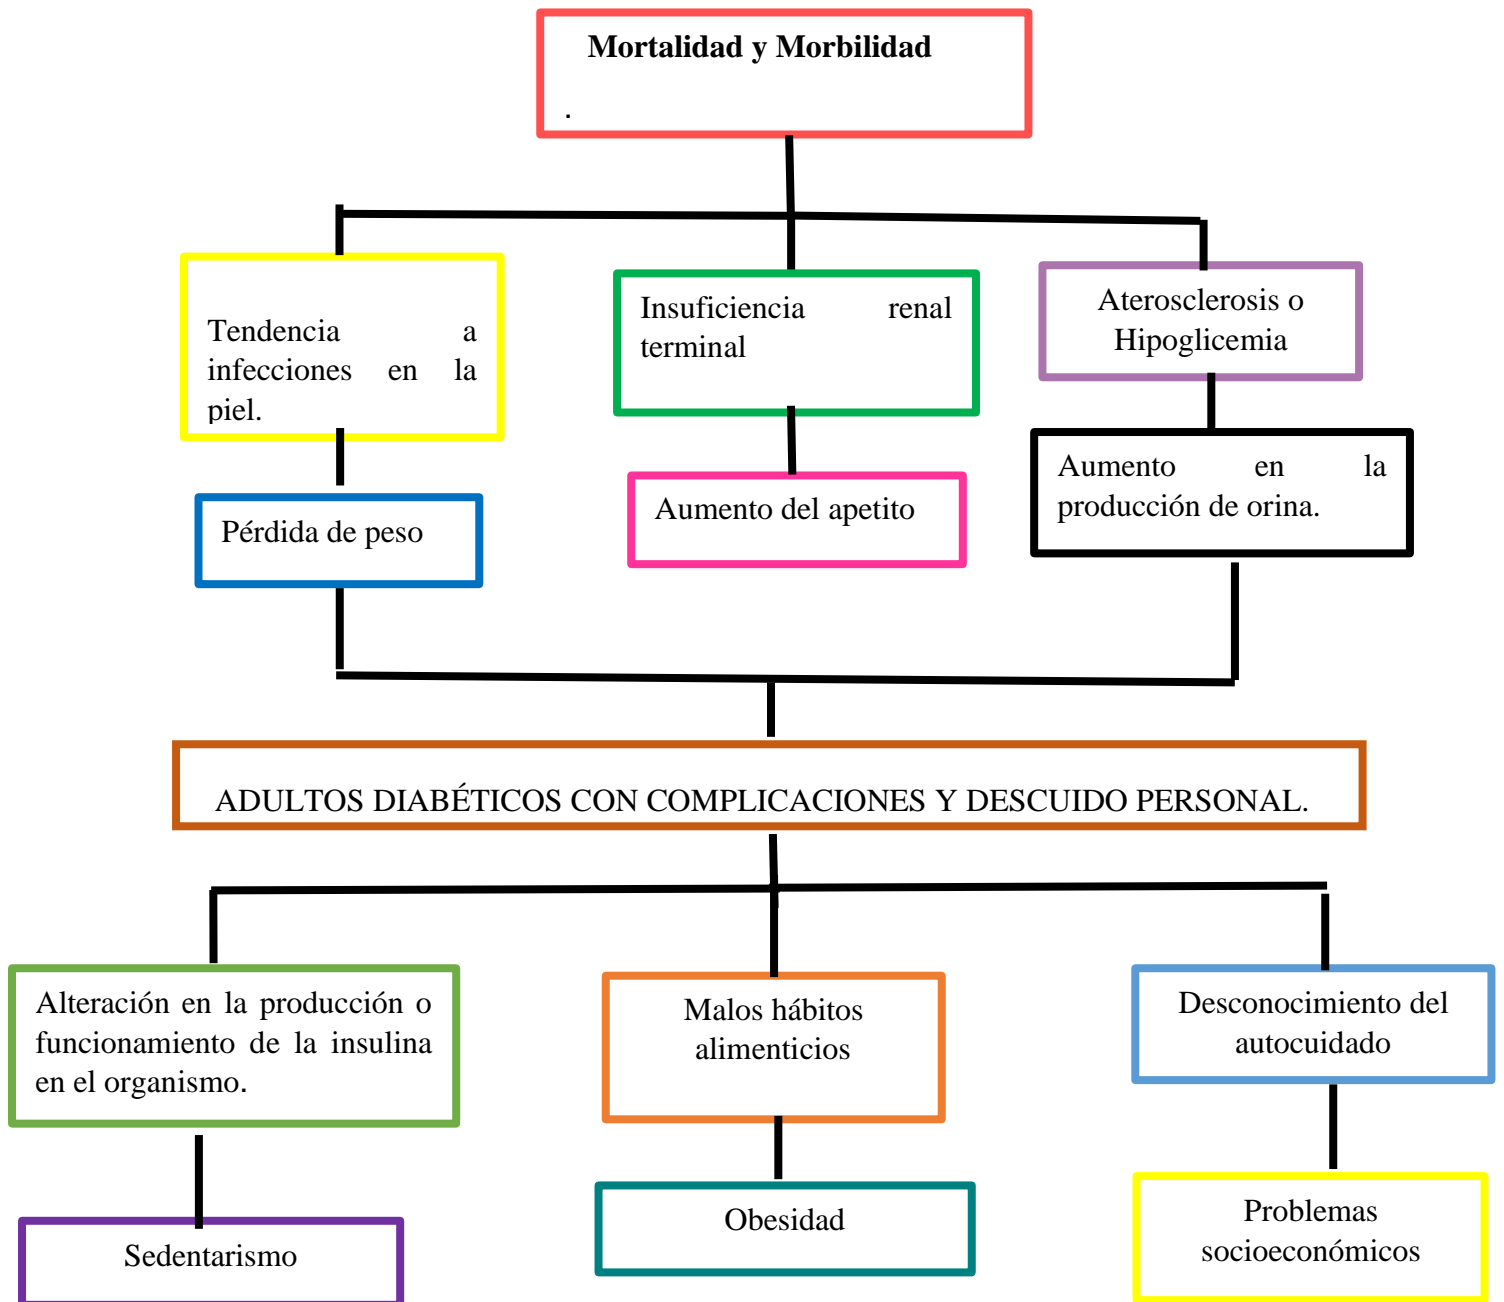 Mortalidad y Morbilidad
.
Tendencia a
infecciones en la
piel.
Insuficiencia renal
terminal
Aterosclerosis o
Hipoglicemia
Pérdida de peso
Aumento del apetito
Aumento en la
producción de orina.
ADULTOS DIABÉTICOS CON COMPLICACIONES Y DESCUIDO PERSONAL.
Alteración en la producción o
funcionamiento de la insulina
en el organismo.
Malos hábitos
alimenticios
Desconocimiento del
autocuidado
Sedentarismo
Obesidad
Problemas
socioeconómicos